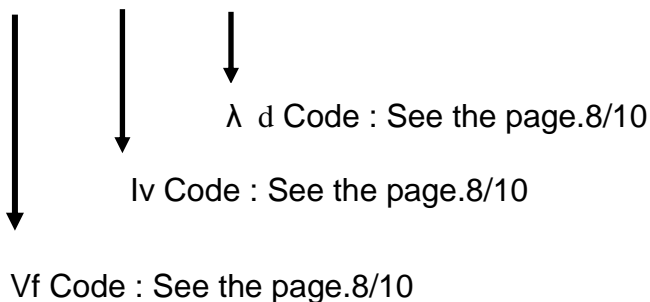 λ d Code : See the page.8/10
Iv Code : See the page.8/10
Vf Code : See the page.8/10